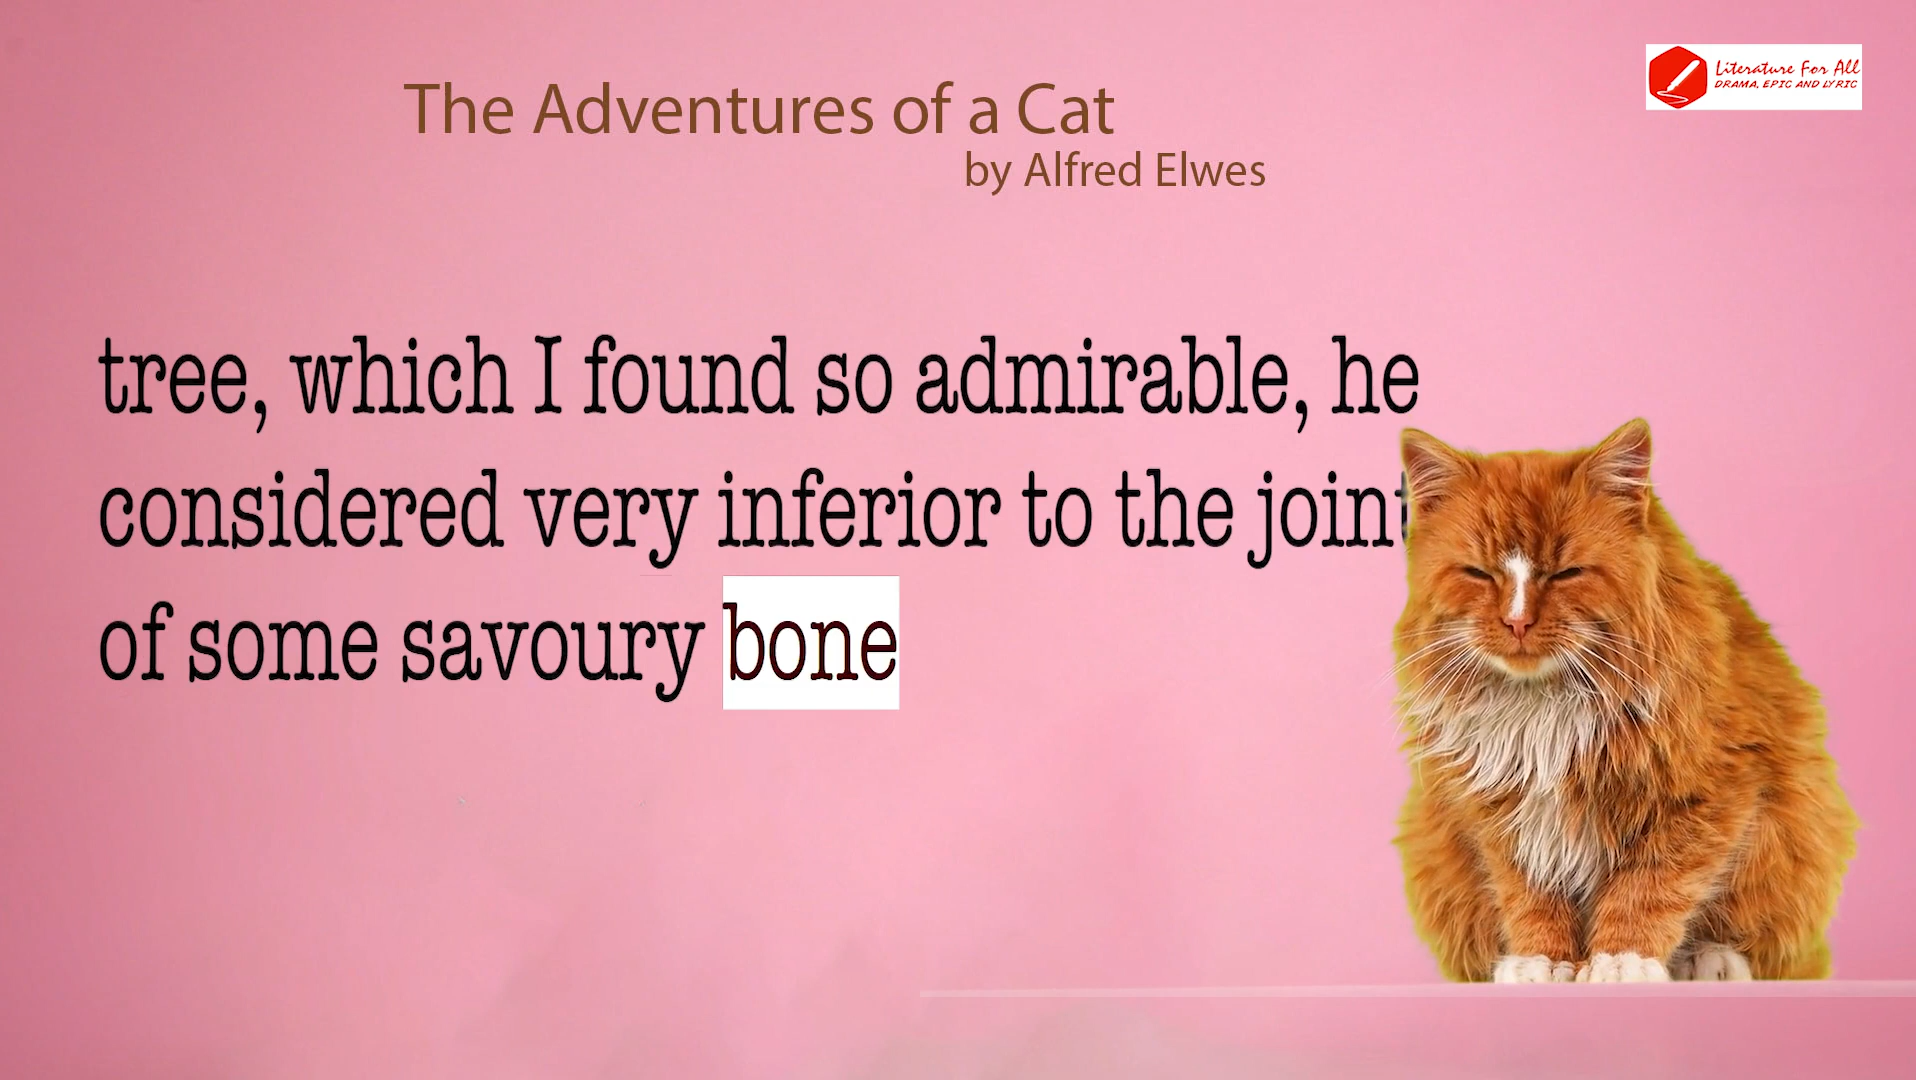 The Adventures of a Cat
by Alfred Elwes
Literature For All
DRAMA, EPIC AND LYRIC
tree, which I found so admirable, he
considered very inferior to the joint
of some savoury bone